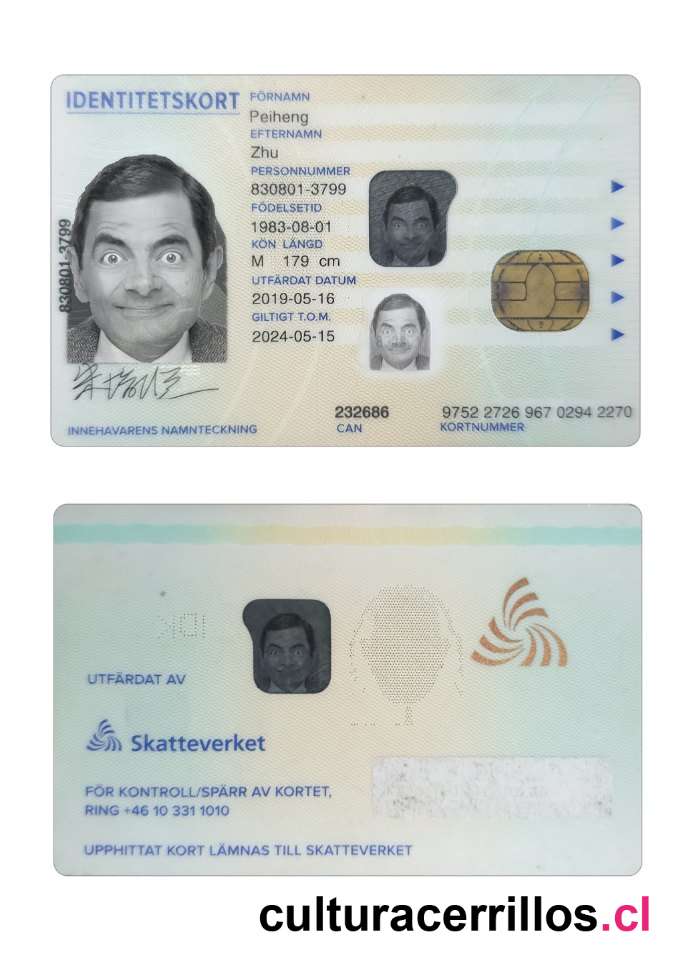 IDENTITETSKORT
FÖRNAMN
Peiheng
EFTERNAMN
Zhu
PERSONNUMMER
830801-3799
FÖDELSETID
1983-08-01
KÖN LÄNGD
M 179 cm
UTFÄRDAT DATUM
2019-05-16
GILTIGT T.O.M.
2024-05-15
830801-3799
INNEHAVARENS NAMNTECKNING
232686
CAN
9752 2726 967 0294 2270
KORTNUMMER
IDK
UTFÄRDAT AV
Skatteverket
FÖR KONTROLL/SPÄRR AV KORTET,
RING +46 10 331 1010
UPPHITTAT KORT LÄMNAS TILL SKATTEVERKET
culturacerrillos.cl